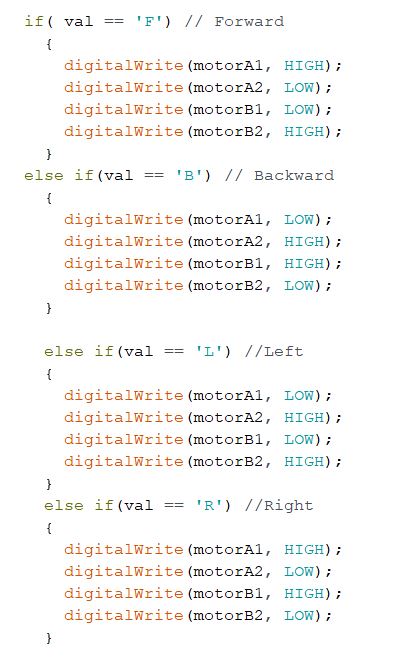 if( val == 'F') // Forward
{
digitalWrite(motorA1, HIGH);
digitalWrite(motorA2, LOW);
digitalWrite(motorB1, LOW);
digitalWrite(motorB2, HIGH);
}
else if(val == 'B') // Backward
{
digitalWrite(motorA1, LOW);
digitalWrite(motorA2, HIGH);
digitalWrite(motorB1, HIGH);
digitalWrite(motorB2, LOW);
}
else if(val == 'L') //Left
{
digitalWrite(motorA1, LOW);
digitalWrite(motorA2, HIGH);
digitalWrite(motorB1, LOW);
digitalWrite(motorB2, HIGH);
}
else if(val == 'R') //Right
{
digitalWrite(motorA1, HIGH);
digitalWrite(motorA2, LOW);
digitalWrite(motorB1, HIGH);
digitalWrite(motorB2, LOW);
}